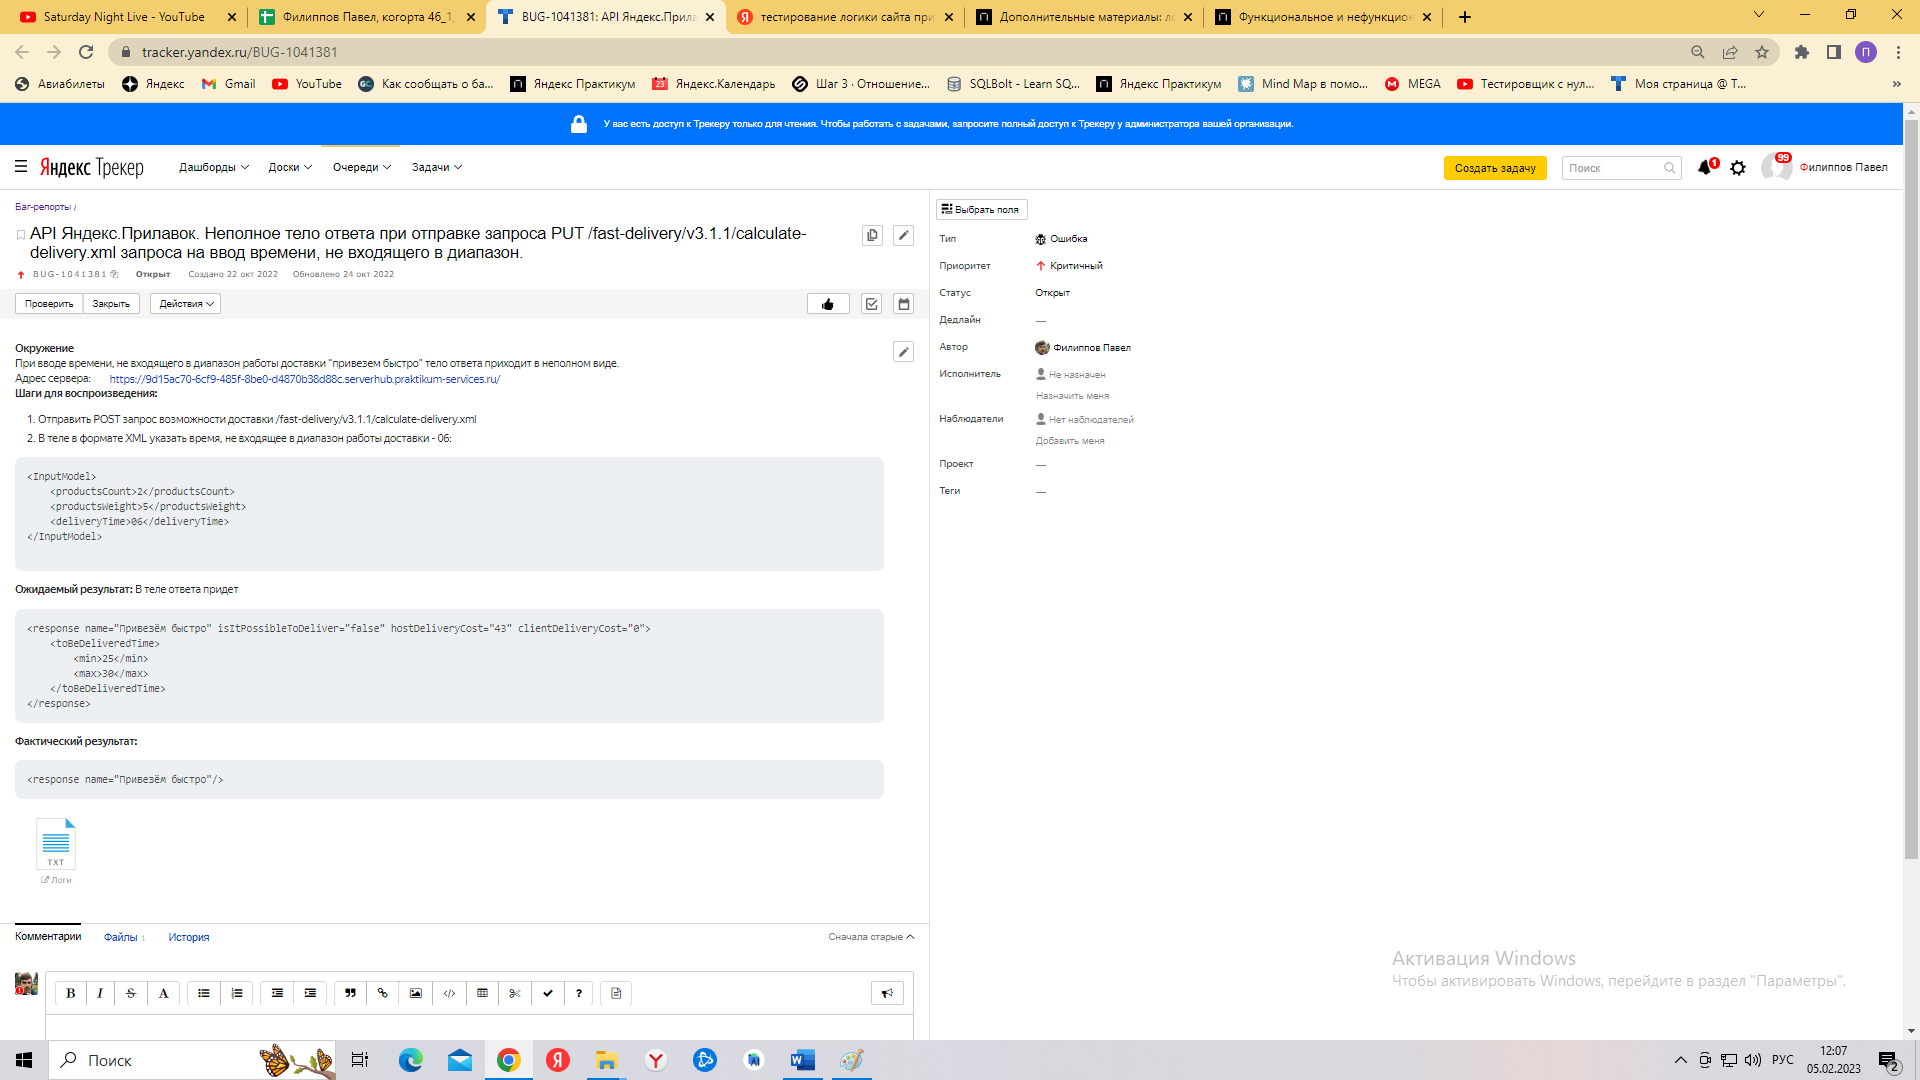 Saturday Night Live - YouTube
Филиппов Павел, когорта 46_1,
BUG-1041381: API Яндекс.Прила
тестирование логики сайта при
Дополнительные материалы: ло
Функциональное и нефункцион
tracker.yandex.ru/BUG-1041381
П
Авиабилеты
Яндекс
Gmail
YouTube
Как сообщать о ба...
Яндекс Практикум
Яндекс.Календарь
Шаг 3 · Отношение...
SQLBolt - Learn SQ...
Яндекс Практикум
Mind Map в помо...
MEGA
Тестировщик с нул...
Моя страница @ Т...
»
У вас есть доступ к Трекеру только для чтения. Чтобы работать с задачами, запросите полный доступ к Трекеру у администратора вашей организации.
Яндекс Трекер
Дашборды
Доски
Очереди
Задачи
Создать задачу
Поиск
1
99
Филиппов Павел
Баг-репорты /
API Яндекс.Прилавок. Неполное тело ответа при отправке запроса PUT /fast-delivery/v3.1.1/calculate-
delivery.xml запроса на ввод времени, не входящего в диапазон.
BUG-1041381 Открыт Создано 22 окт 2022 Обновлено 24 окт 2022
Проверить Закрыть Действия
Окружение
При вводе времени, не входящего в диапазон работы доставки "привезем быстро" тело ответа приходит в неполном виде.
Адрес сервера: https://9d15ac70-6cf9-485f-8be0-d4870b38d88c.serverhub.praktikum-services.ru/
Шаги для воспроизведения:
1. Отправить POST запрос возможности доставки /fast-delivery/v3.1.1/calculate-delivery.xml
2. В теле в формате XML указать время, не входящее в диапазон работы доставки - 06:
<InputModel>
<productsCount>2</productsCount>
<productsWeight>5</productsWeight>
<deliveryTime>06</deliveryTime>
</InputModel>
Ожидаемый результат: В теле ответа придет
<response name="Привезём быстро" isItPossibleToDeliver="false" hostDeliveryCost="43" clientDeliveryCost="0">
<toBeDeliveredTime>
<min>25</min>
<max>30</max>
</toBeDeliveredTime>
</response>
Фактический результат:
<response name="Привезём быстро"/>
TXT
Логи
Комментарии
Файлы 1
История
Сначала старые
B I S A
</> ?
Выбрать поля
Тип Ошибка
Приоритет Критичный
Статус Открыт
Дедлайн —
Автор Филиппов Павел
Исполнитель Не назначен
Назначить меня
Наблюдатели Нет наблюдателей
Добавить меня
Проект —
Теги —
Активация Windows
Чтобы активировать Windows, перейдите в раздел "Параметры".
Поиск
РУС
12:07
05.02.2023
2